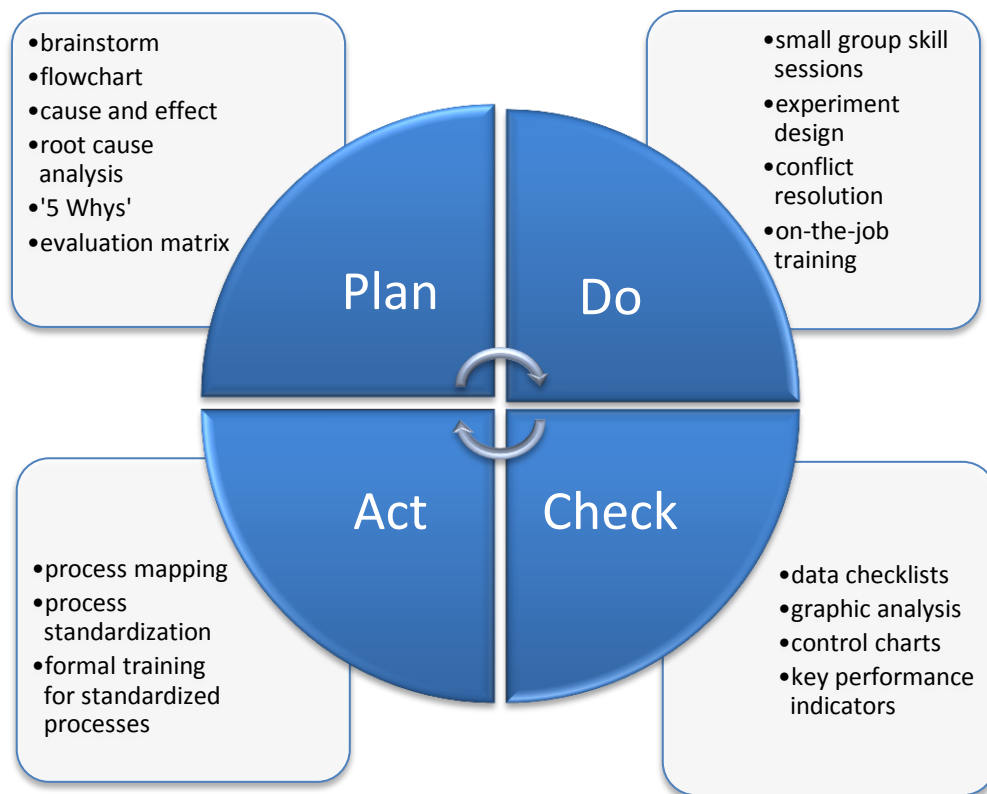 •brainstorm
•flowchart
•cause and effect
•root cause
analysis
•'5 Whys'
•evaluation matrix
•small group skill
sessions
•experiment
design
•conflict
resolution
•on-the-job
training
Plan
Do
Act
Check
•process mapping
•process
standardization
•formal training
for standardized
processes
•data checklists
•graphic analysis
•control charts
•key performance
indicators